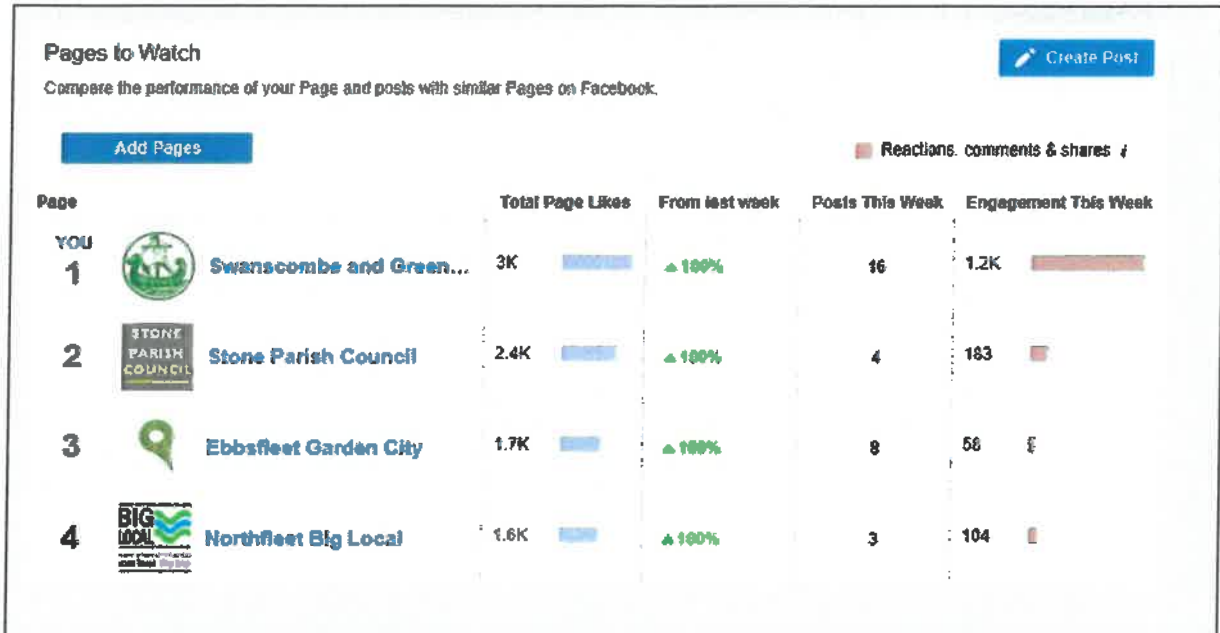 Pages to Watch
Create Post
Compare the performance of your Page and posts with similar Pages on Facebook.
Add Pages
Reactions, comments & shares i
Page Total Page Likes From last week Posts This Week Engagement This Week
YOU
1 Swanscombe and Green... 3K ▲100% 16 1.2K
STONE
PARISH
COUNCIL
2 Stone Parish Council 2.4K ▲100% 4 183
3 Ebbsfleet Garden City 1.7K ▲100% 8 58
BIG
LOCAL
4 Northfleet Big Local 1.6K ▲100% 3 104